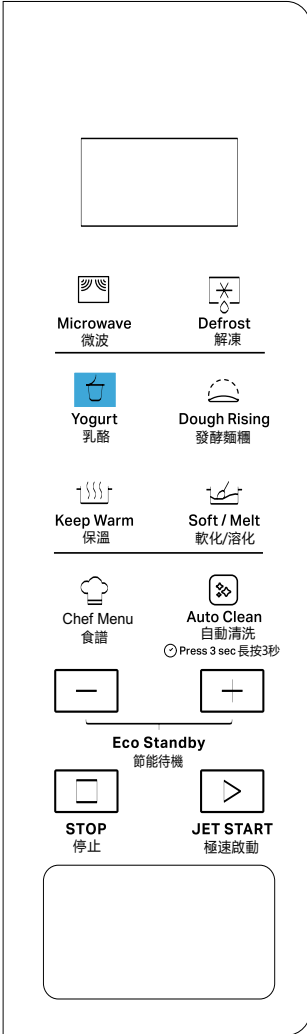 Microwave
微波
Defrost
解凍
Yogurt
乳酪
Dough Rising
發酵麵糰
Keep Warm
保溫
Soft / Melt
軟化/溶化
Chef Menu
食譜
Auto Clean
自動清洗
Press 3 sec 長按3秒
Eco Standby
節能待機
STOP
停止
JET START
極速啟動